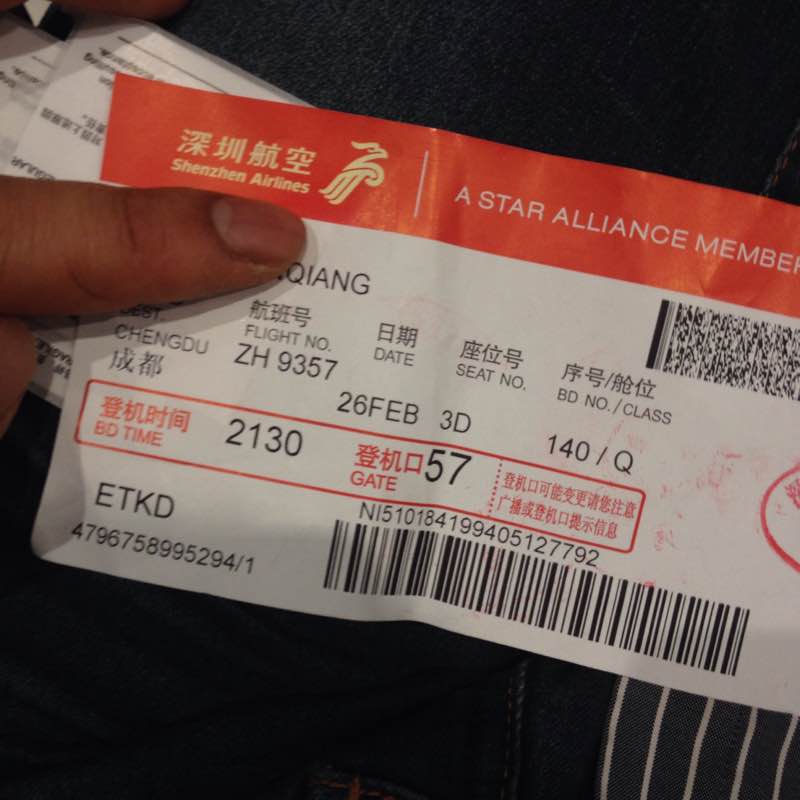 深圳航空
Shenzhen Airlines
A STAR ALLIANCE MEMBER
QIANG
DEST.
CHENGDU
成都
航班号
FLIGHT NO.
ZH 9357
日期
DATE
26FEB
座位号
SEAT NO.
3D
序号/舱位
BD NO./CLASS
140 / Q
登机时间
BD TIME
2130
登机口
GATE
57
登机口可能变更请您注意
广播或登机口提示信息
ETKD
4796758995294/1
NI510184199405127792